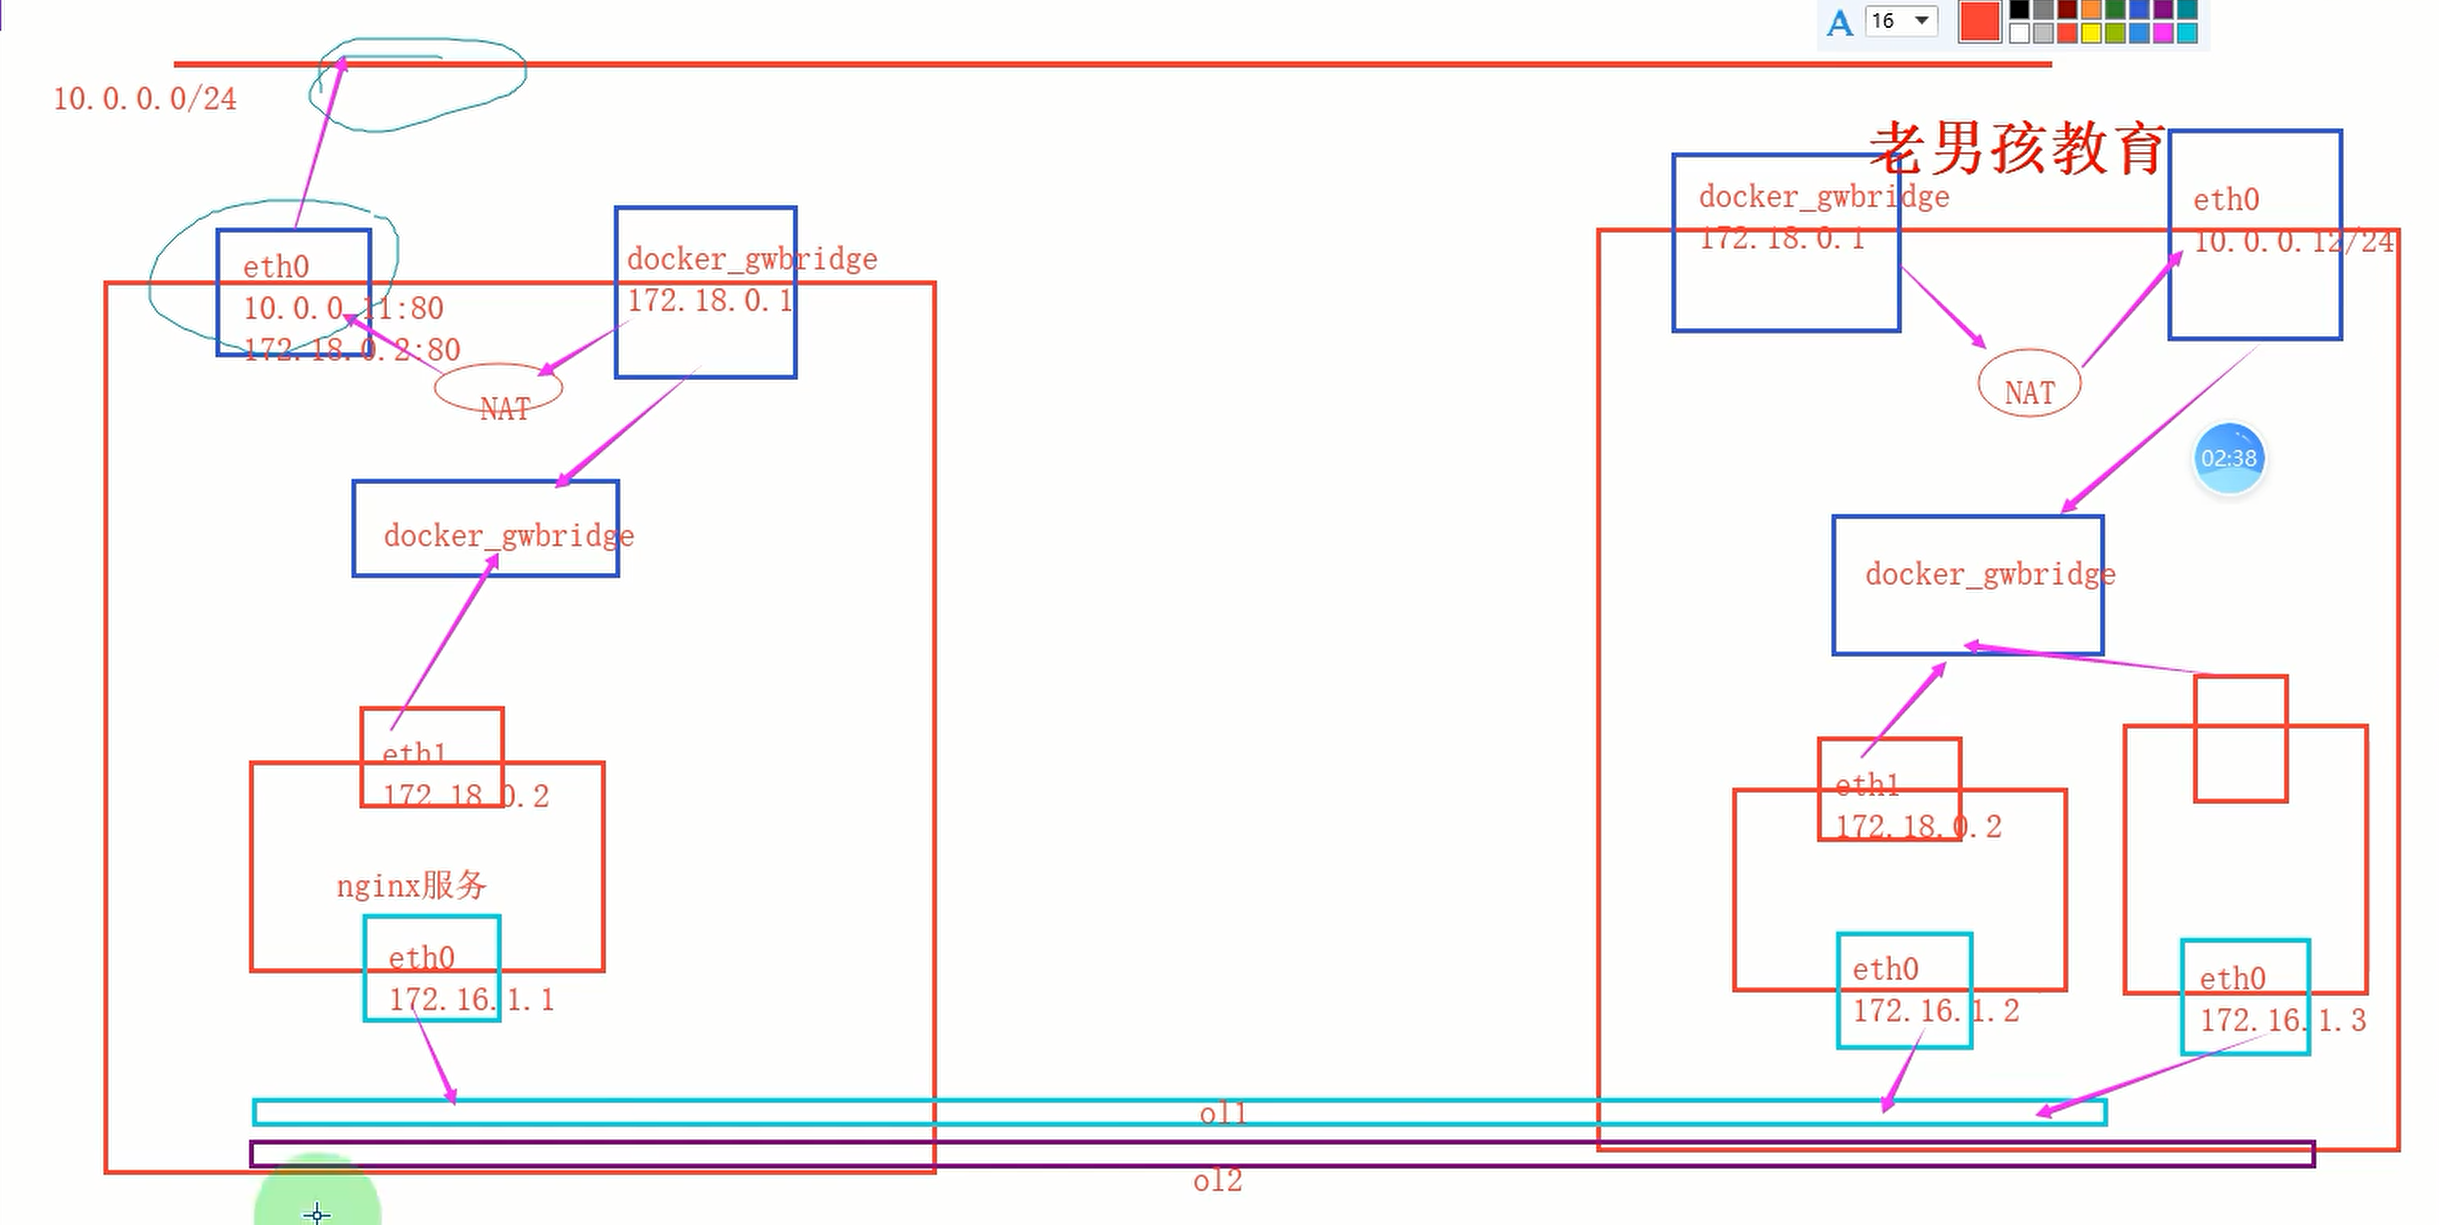 16
10.0.0.0/24
老男孩教育
docker_gwbridge
172.18.0.1
eth0
10.0.0.12/24
eth0
10.0.0.11:80
172.18.0.2:80
docker_gwbridge
172.18.0.1
NAT
NAT
02:38
docker_gwbridge
docker_gwbridge
eth1
172.18.0.2
eth1
172.18.0.2
nginx服务
eth0
172.16.1.1
eth0
172.16.1.2
eth0
172.16.1.3
ol1
ol2